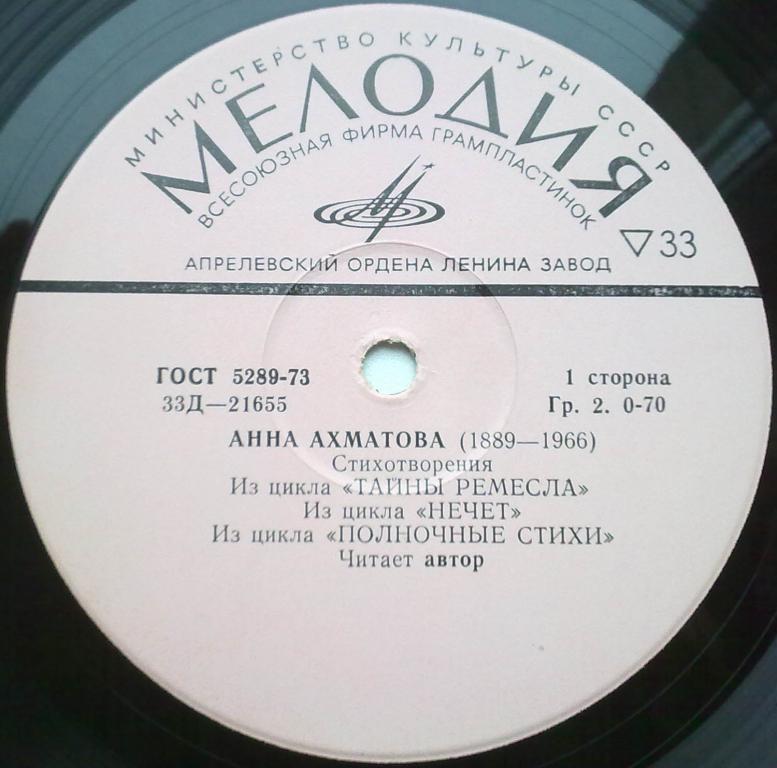 МИНИСТЕРСТВО КУЛЬТУРЫ СССР
МЕЛОДИЯ
ВСЕСОЮЗНАЯ ФИРМА ГРАМПЛАСТИНОК
▽33
АПРЕЛЕВСКИЙ ОРДЕНА ЛЕНИНА ЗАВОД
ГОСТ 5289-73 1 сторона
33Д—21655 Гр. 2. 0-70
АННА АХМАТОВА (1889—1966)
Стихотворения
Из цикла «ТАЙНЫ РЕМЕСЛА»
Из цикла «НЕЧЕТ»
Из цикла «ПОЛНОЧНЫЕ СТИХИ»
Читает автор